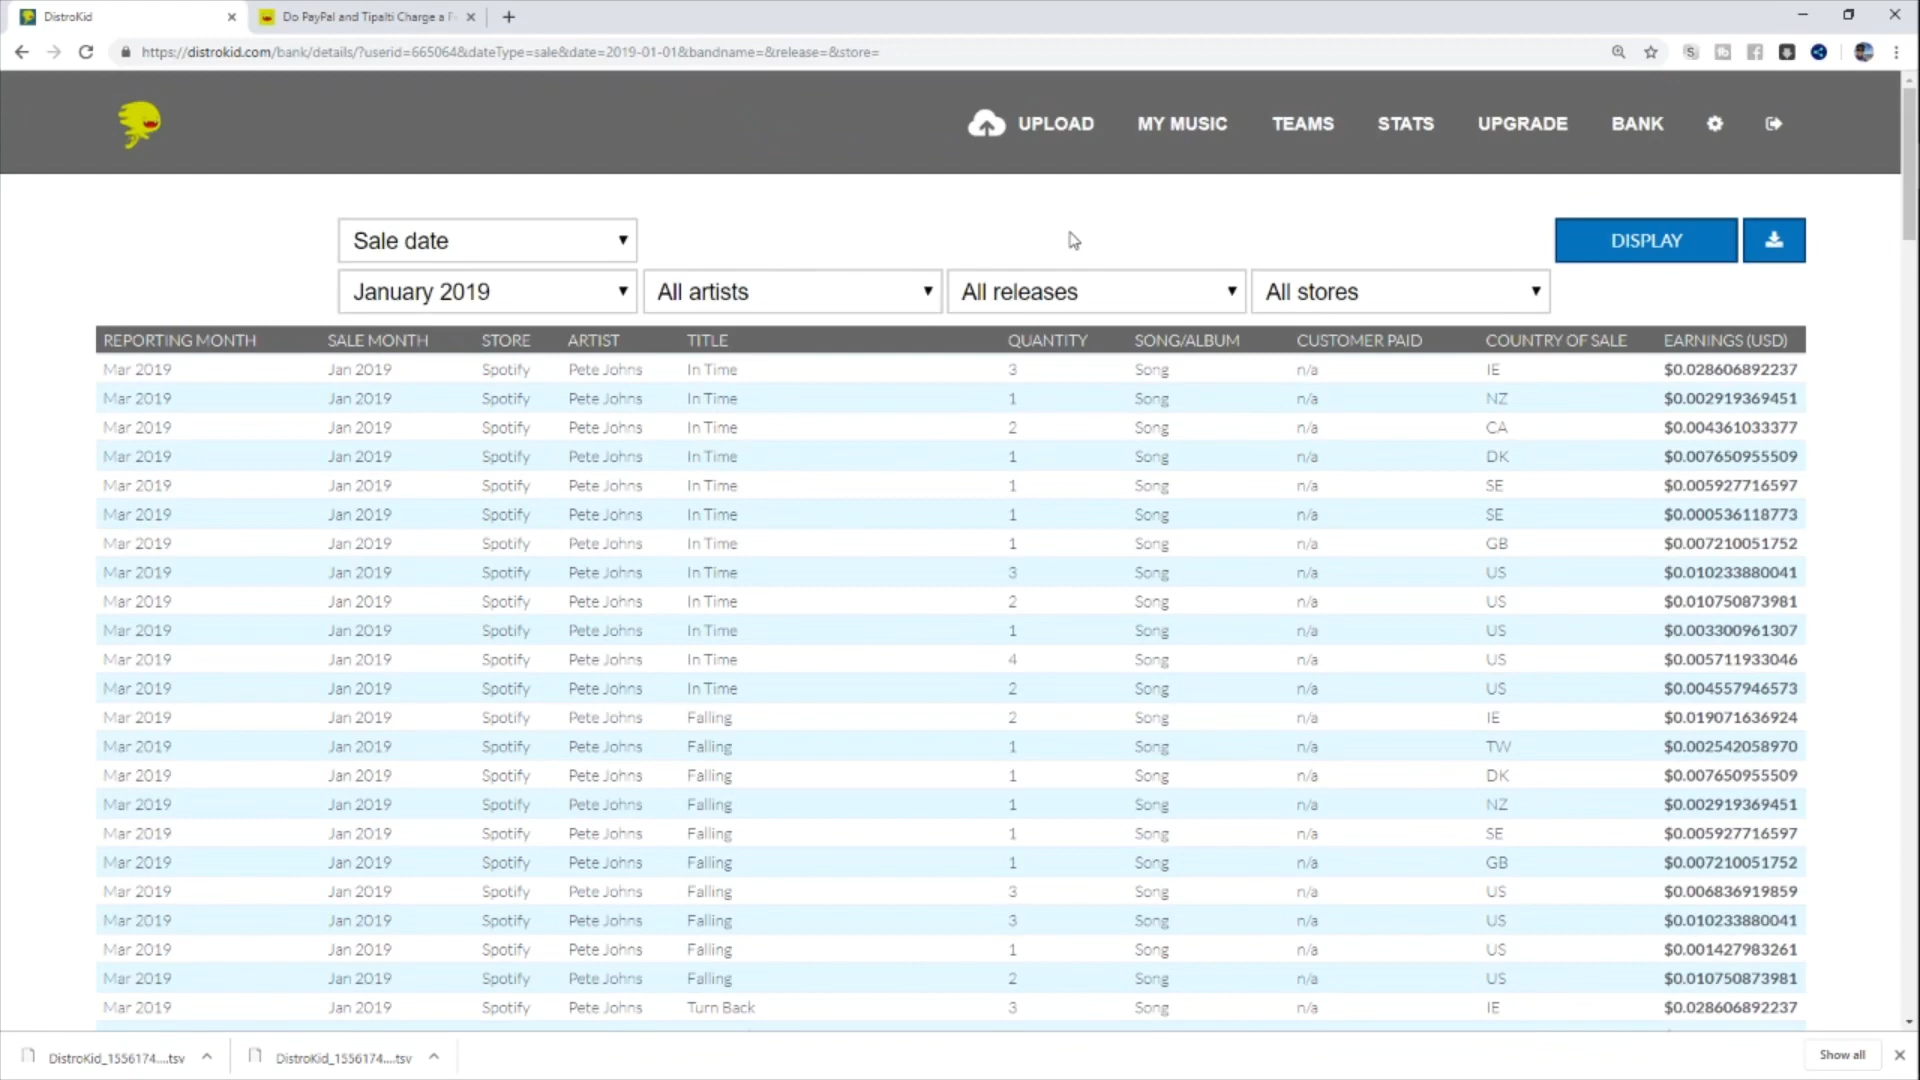 DistroKid
Do PayPal and Tipalti Charge a F
https://distrokid.com/bank/details/?userid=665064&dateType=sale&date=2019-01-01&bandname=&release=&store=
UPLOAD MY MUSIC TEAMS STATS UPGRADE BANK
Sale date DISPLAY
January 2019 All artists All releases All stores
REPORTING MONTH SALE MONTH STORE ARTIST TITLE QUANTITY SONG/ALBUM CUSTOMER PAID COUNTRY OF SALE EARNINGS (USD)
Mar 2019 Jan 2019 Spotify Pete Johns In Time 3 Song n/a IE $0.028606892237
Mar 2019 Jan 2019 Spotify Pete Johns In Time 1 Song n/a NZ $0.002919369451
Mar 2019 Jan 2019 Spotify Pete Johns In Time 2 Song n/a CA $0.004361033377
Mar 2019 Jan 2019 Spotify Pete Johns In Time 1 Song n/a DK $0.007650955509
Mar 2019 Jan 2019 Spotify Pete Johns In Time 1 Song n/a SE $0.005927716597
Mar 2019 Jan 2019 Spotify Pete Johns In Time 1 Song n/a SE $0.000536118773
Mar 2019 Jan 2019 Spotify Pete Johns In Time 1 Song n/a GB $0.007210051752
Mar 2019 Jan 2019 Spotify Pete Johns In Time 3 Song n/a US $0.010233880041
Mar 2019 Jan 2019 Spotify Pete Johns In Time 2 Song n/a US $0.010750873981
Mar 2019 Jan 2019 Spotify Pete Johns In Time 1 Song n/a US $0.003300961307
Mar 2019 Jan 2019 Spotify Pete Johns In Time 4 Song n/a US $0.005711933046
Mar 2019 Jan 2019 Spotify Pete Johns In Time 2 Song n/a US $0.004557946573
Mar 2019 Jan 2019 Spotify Pete Johns Falling 2 Song n/a IE $0.019071636924
Mar 2019 Jan 2019 Spotify Pete Johns Falling 1 Song n/a TW $0.002542058970
Mar 2019 Jan 2019 Spotify Pete Johns Falling 1 Song n/a DK $0.007650955509
Mar 2019 Jan 2019 Spotify Pete Johns Falling 1 Song n/a NZ $0.002919369451
Mar 2019 Jan 2019 Spotify Pete Johns Falling 1 Song n/a SE $0.005927716597
Mar 2019 Jan 2019 Spotify Pete Johns Falling 1 Song n/a GB $0.007210051752
Mar 2019 Jan 2019 Spotify Pete Johns Falling 3 Song n/a US $0.006836919859
Mar 2019 Jan 2019 Spotify Pete Johns Falling 3 Song n/a US $0.010233880041
Mar 2019 Jan 2019 Spotify Pete Johns Falling 1 Song n/a US $0.001427983261
Mar 2019 Jan 2019 Spotify Pete Johns Falling 2 Song n/a US $0.010750873981
Mar 2019 Jan 2019 Spotify Pete Johns Turn Back 3 Song n/a IE $0.028606892237
DistroKid_1556174....tsv DistroKid_1556174....tsv Show all